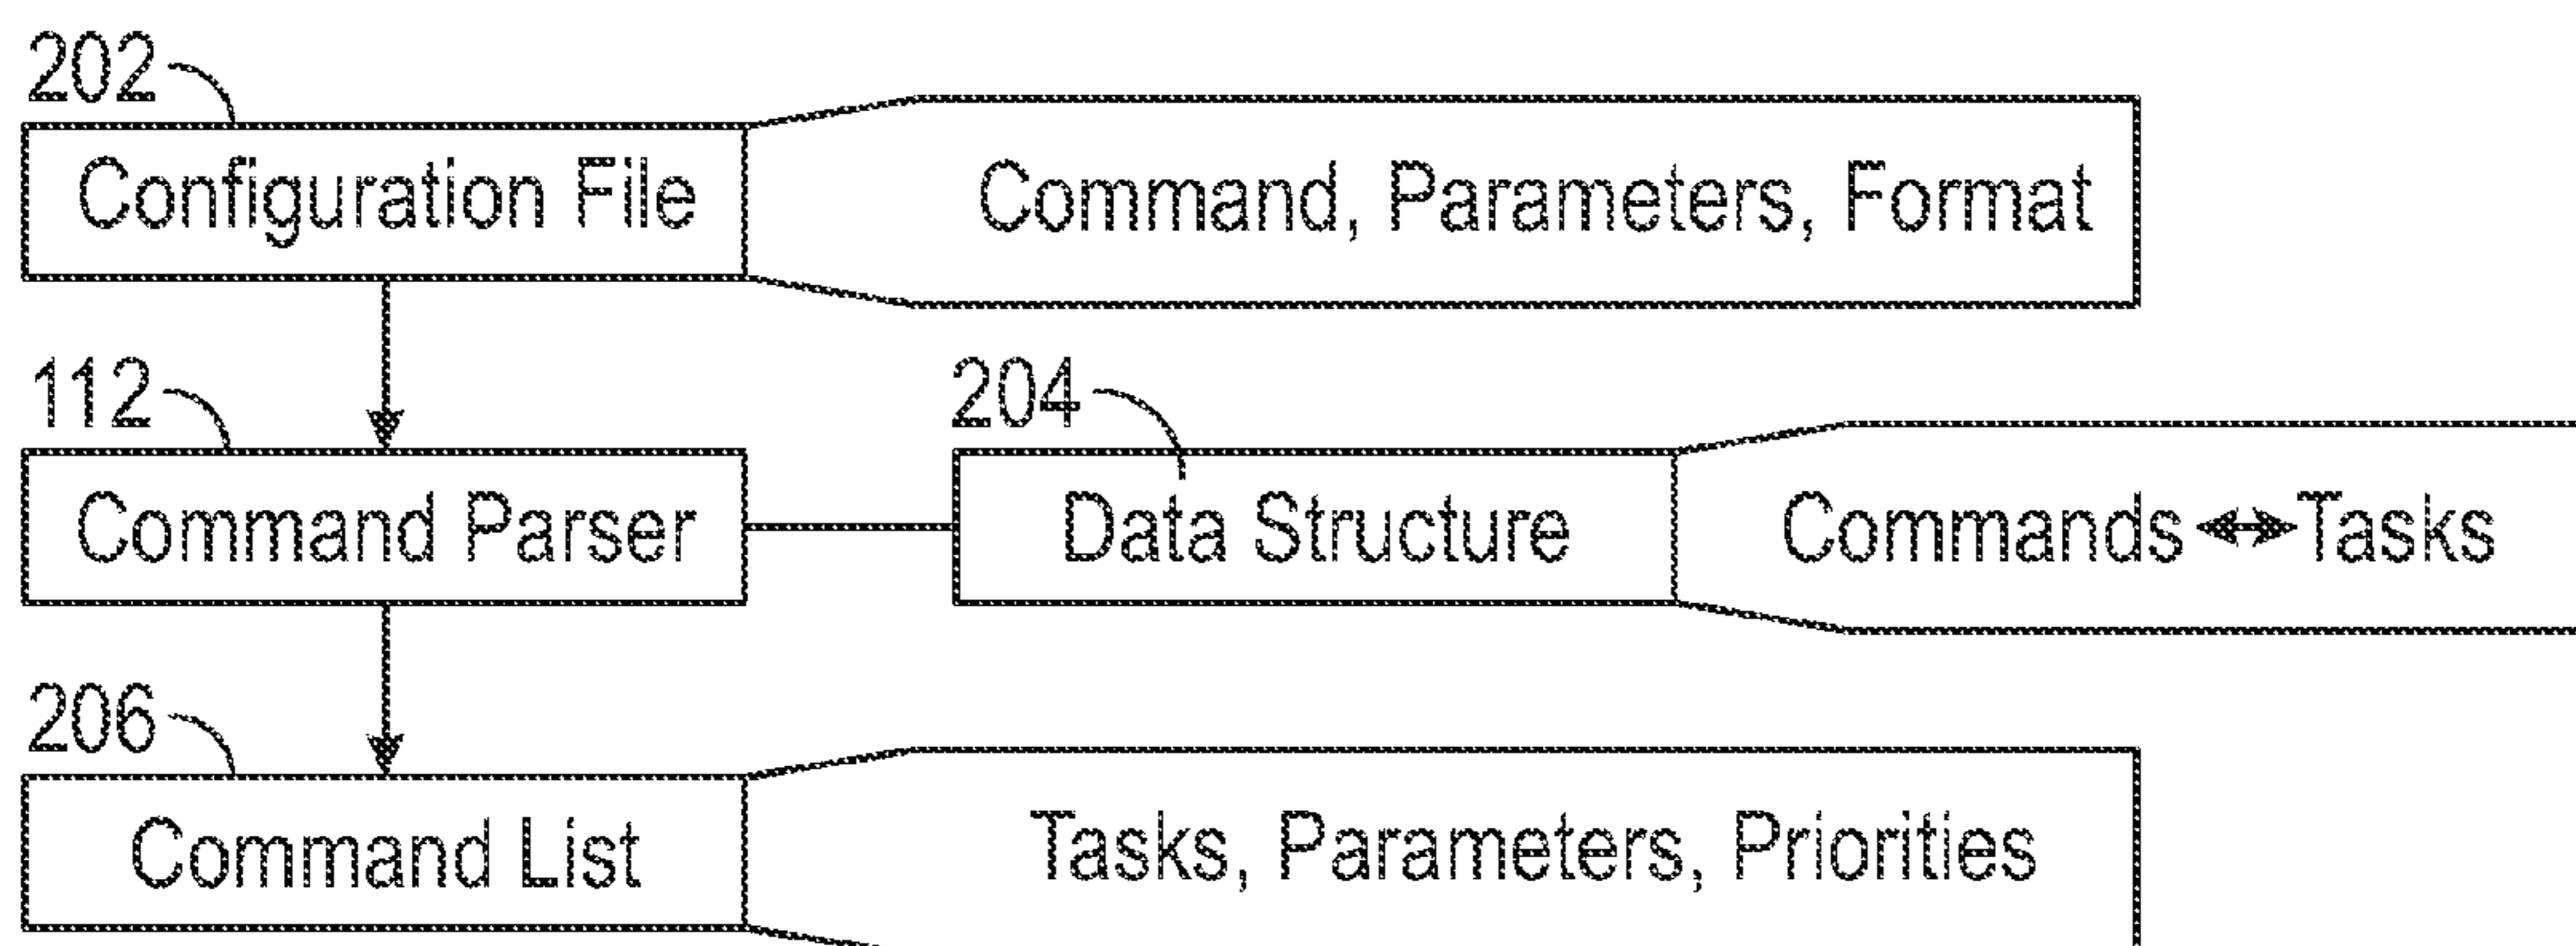 202
Configuration File
Command, Parameters, Format
112
204
Command Parser
Data Structure
Commands ↔ Tasks
206
Command List
Tasks, Parameters, Priorities